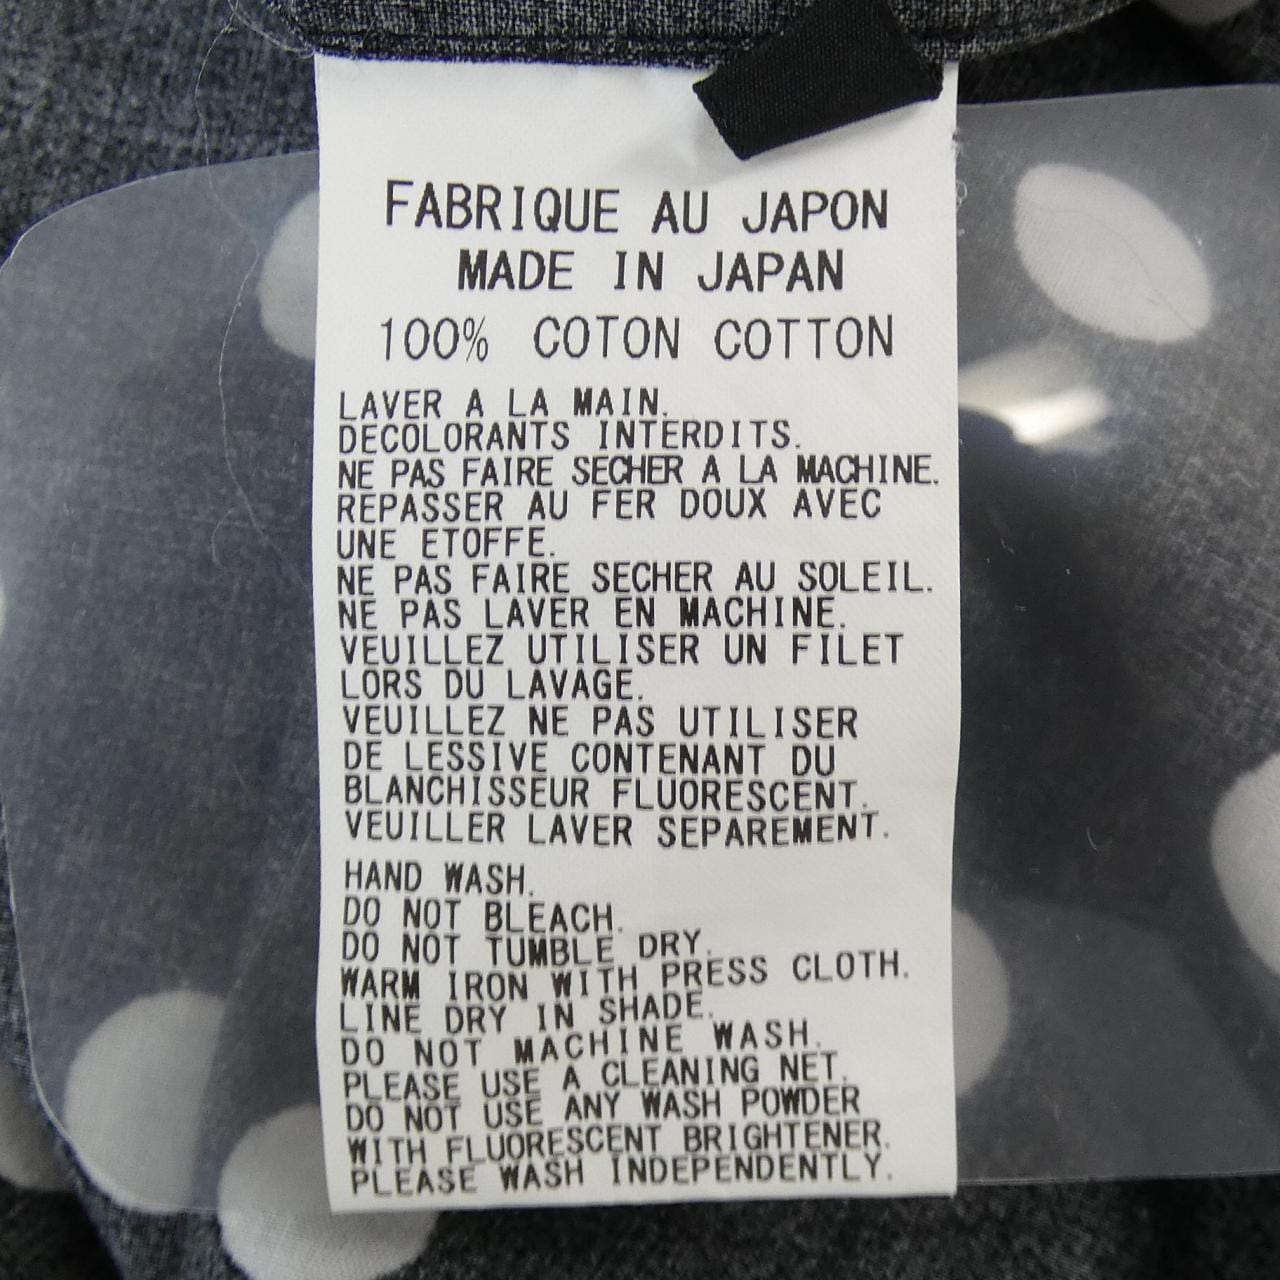 FABRIQUE AU JAPON
MADE IN JAPAN
100% COTON COTTON
LAVER A LA MAIN.
DECOLORANTS INTERDITS.
NE PAS FAIRE SECHER A LA MACHINE.
REPASSER AU FER DOUX AVEC
UNE ETOFFE.
NE PAS FAIRE SECHER AU SOLEIL.
NE PAS LAVER EN MACHINE.
VEUILLEZ UTILISER UN FILET
LORS DU LAVAGE.
VEUILLEZ NE PAS UTILISER
DE LESSIVE CONTENANT DU
BLANCHISSEUR FLUORESCENT.
VEUILLER LAVER SEPAREMENT.
HAND WASH.
DO NOT BLEACH.
DO NOT TUMBLE DRY.
WARM IRON WITH PRESS CLOTH.
LINE DRY IN SHADE.
DO NOT MACHINE WASH.
PLEASE USE A CLEANING NET.
DO NOT USE ANY WASH POWDER
WITH FLUORESCENT BRIGHTENER.
PLEASE WASH INDEPENDENTLY.